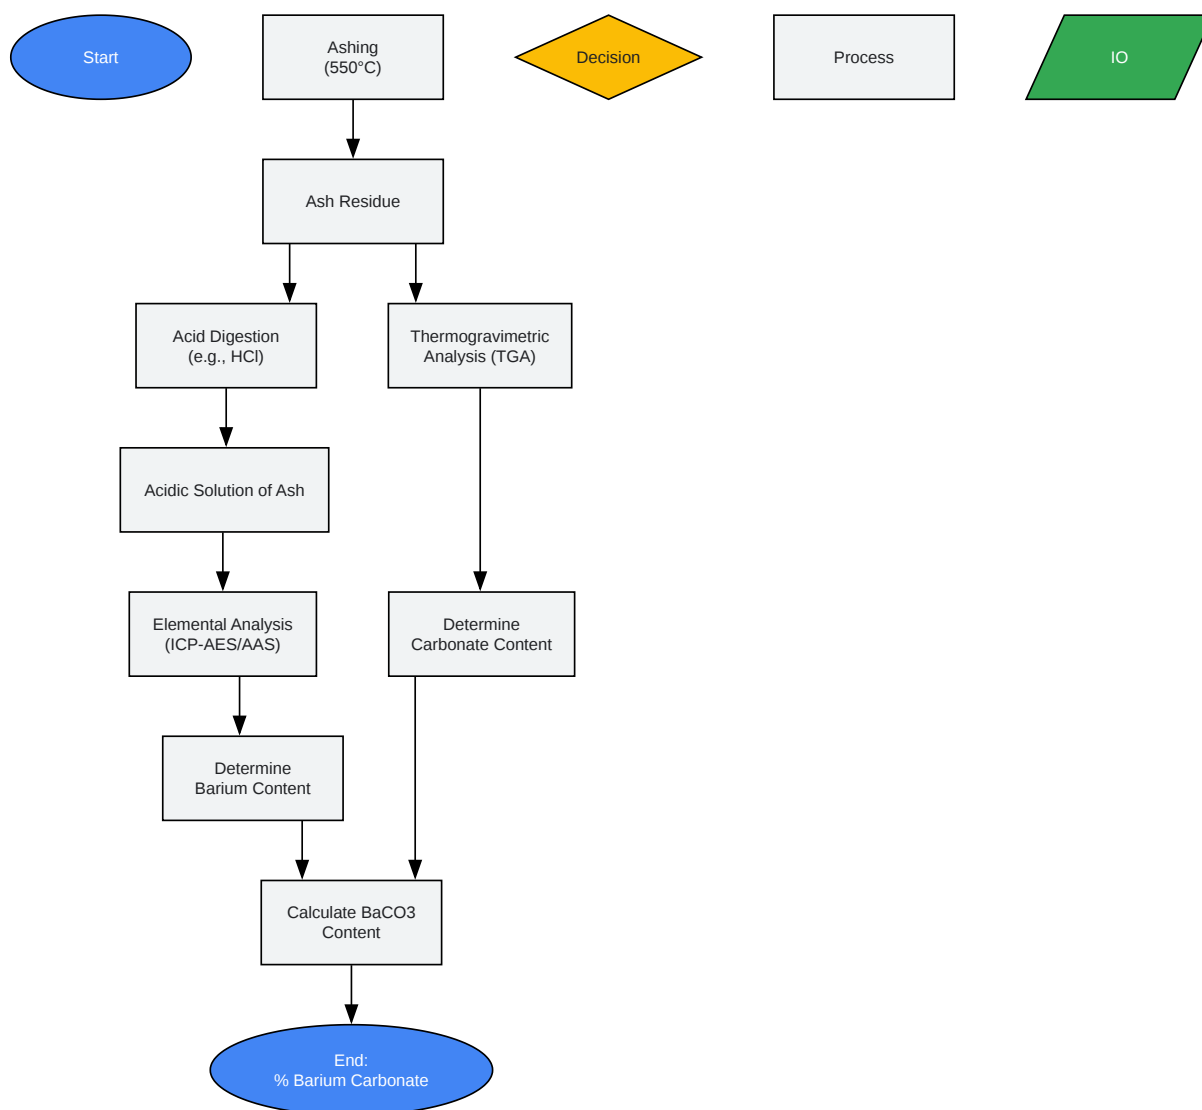 Start
Ashing
(550°C)
Decision
Process
IO
Ash Residue
Acid Digestion
(e.g., HCl)
Thermogravimetric
Analysis (TGA)
Acidic Solution of Ash
Elemental Analysis
(ICP-AES/AAS)
Determine
Carbonate Content
Determine
Barium Content
Calculate BaCO3
Content
End:
% Barium Carbonate